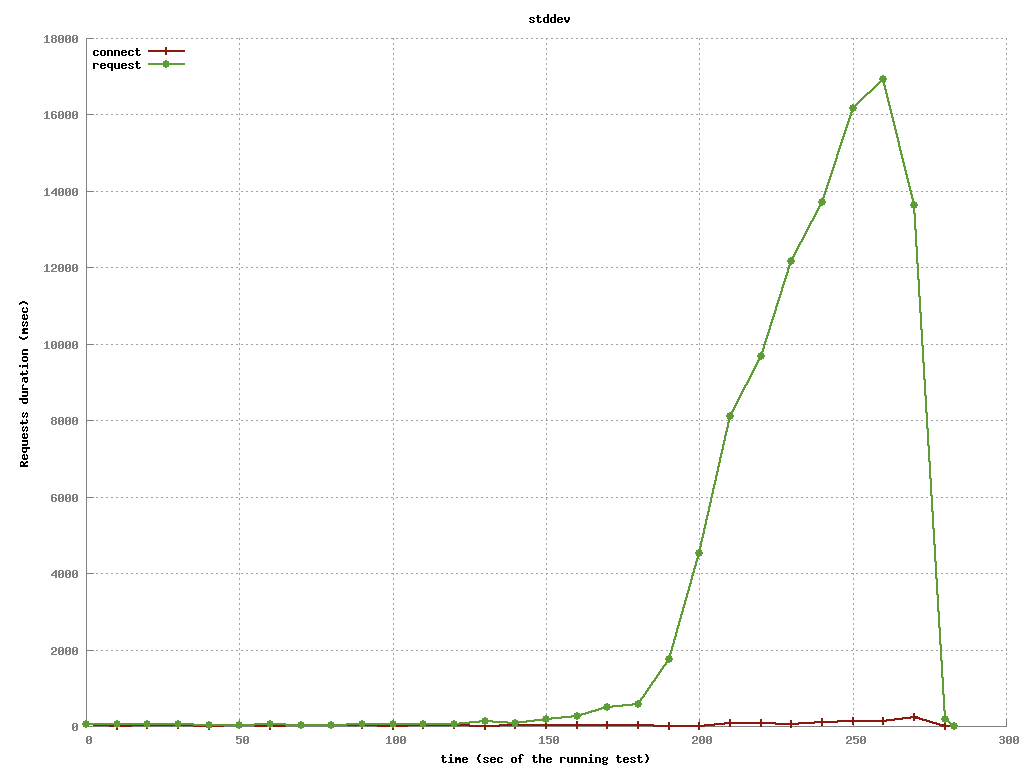 stddev
18000
connect
request
16000
14000
12000
10000
8000
6000
4000
2000
0
0 50 100 150 200 250 300
Requests duration (msec)
time (sec of the running test)